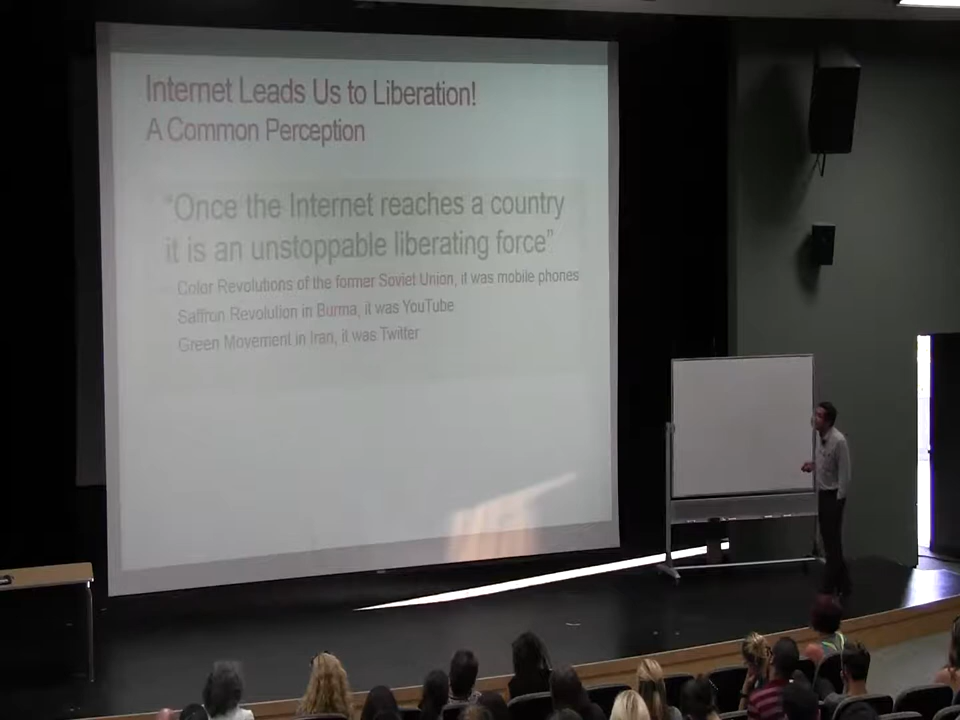 Internet Leads Us to Liberation!
A Common Perception
"Once the Internet reaches a country
it is an unstoppable liberating force"
Color Revolutions of the former Soviet Union, it was mobile phones
Saffron Revolution in Burma, it was YouTube
Green Movement in Iran, it was Twitter